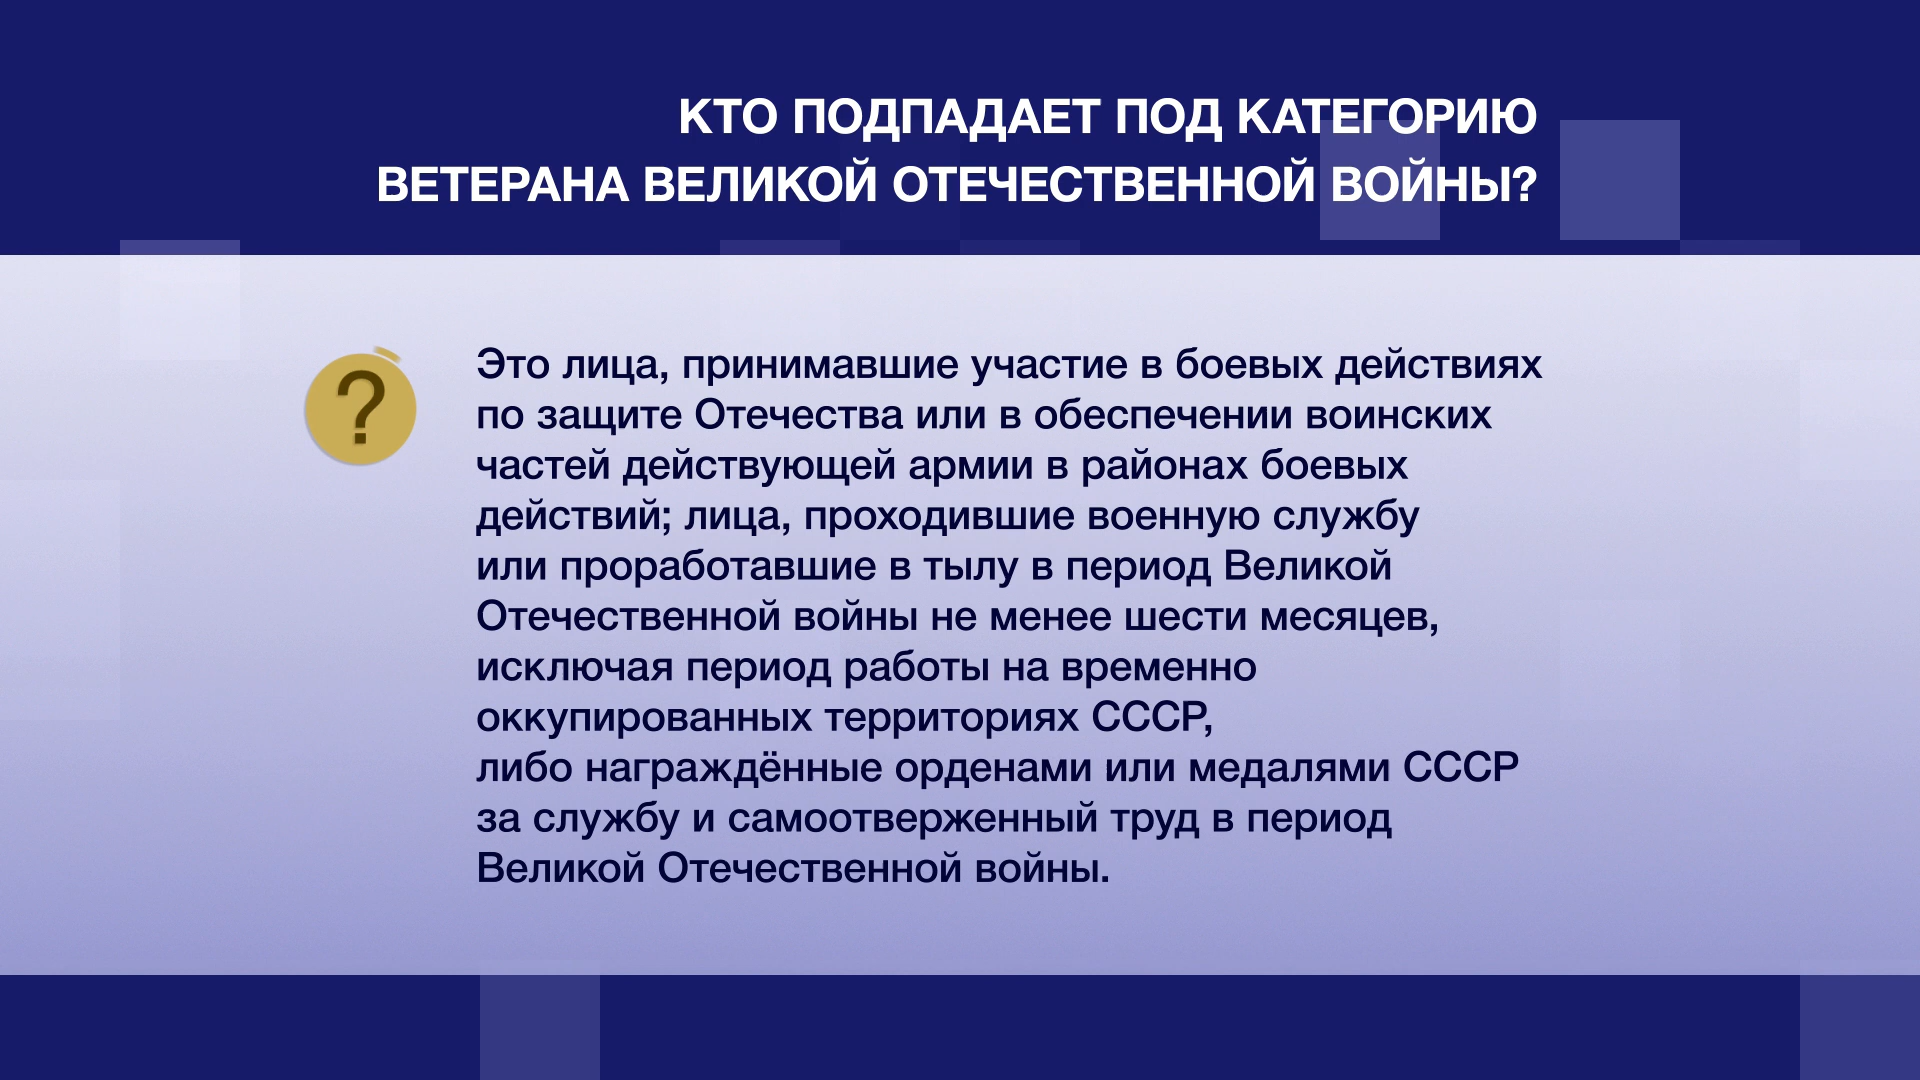 КТО ПОДПАДАЕТ ПОД КАТЕГОРИЮ
ВЕТЕРАНА ВЕЛИКОЙ ОТЕЧЕСТВЕННОЙ ВОЙНЫ?
?
Это лица, принимавшие участие в боевых действиях
по защите Отечества или в обеспечении воинских
частей действующей армии в районах боевых
действий; лица, проходившие военную службу
или проработавшие в тылу в период Великой
Отечественной войны не менее шести месяцев,
исключая период работы на временно
оккупированных территориях СССР,
либо награждённые орденами или медалями СССР
за службу и самоотверженный труд в период
Великой Отечественной войны.